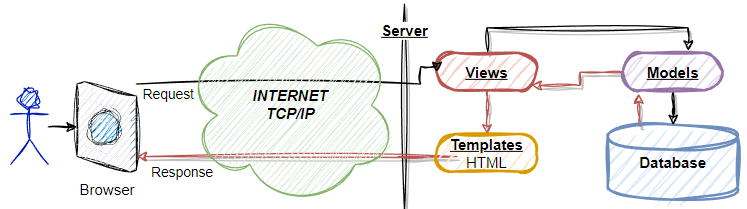 Server
Request
INTERNET
TCP/IP
Views
Models
Templates
HTML
Database
Response
Browser